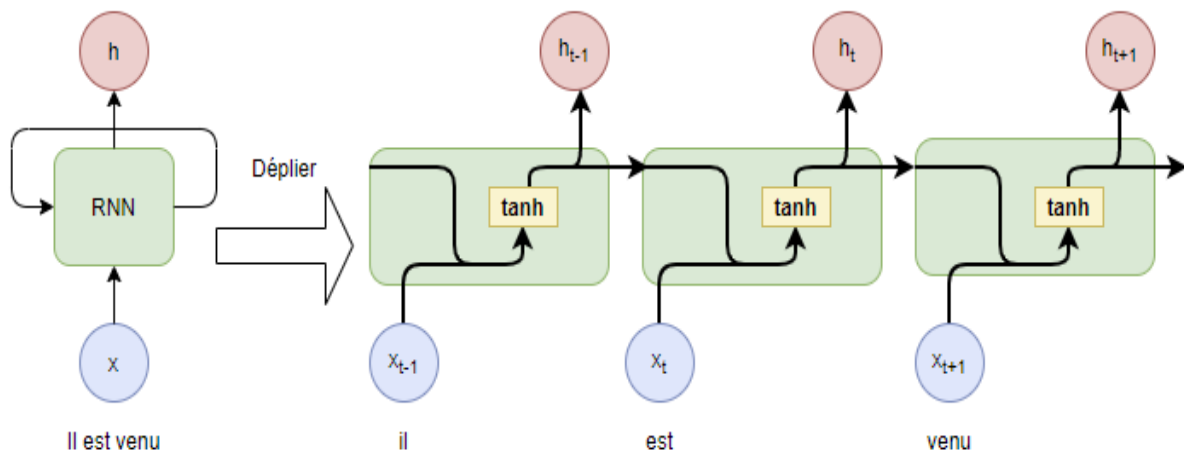 h
RNN
x
Il est venu
Déplier
h_{t-1}
h_t
h_{t+1}
tanh
tanh
tanh
x_{t-1}
x_t
x_{t+1}
il
est
venu